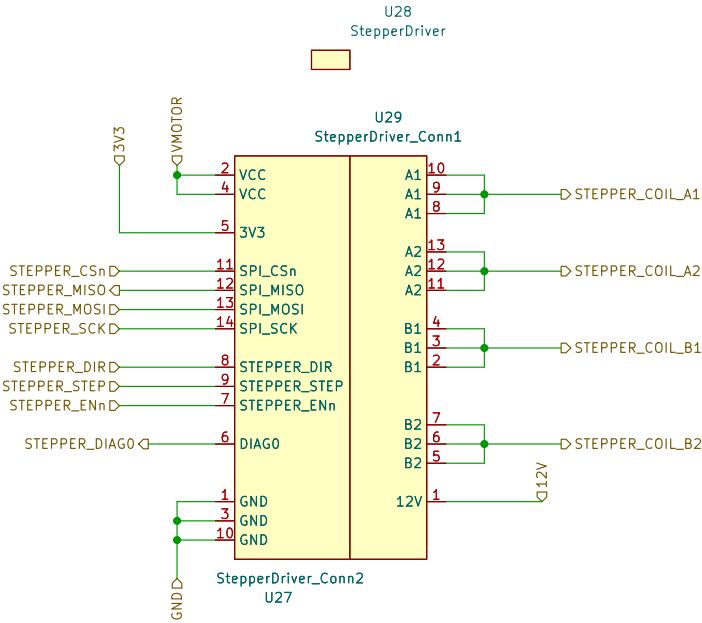 U28
StepperDriver
U29
StepperDriver_Conn1
3V3
VMOTOR
2 VCC
4 VCC
5 3V3
STEPPER_CSn 11 SPI_CSn
STEPPER_MISO 12 SPI_MISO
STEPPER_MOSI 13 SPI_MOSI
STEPPER_SCK 14 SPI_SCK
STEPPER_DIR 8 STEPPER_DIR
STEPPER_STEP 9 STEPPER_STEP
STEPPER_ENn 7 STEPPER_ENn
STEPPER_DIAG0 6 DIAG0
1 GND
3 GND
10 GND
GND
A1 10
A1 9 STEPPER_COIL_A1
A1 8
A2 13
A2 12 STEPPER_COIL_A2
A2 11
B1 4
B1 3 STEPPER_COIL_B1
B1 2
B2 7
B2 6 STEPPER_COIL_B2
B2 5
12V 1
12V
StepperDriver_Conn2
U27